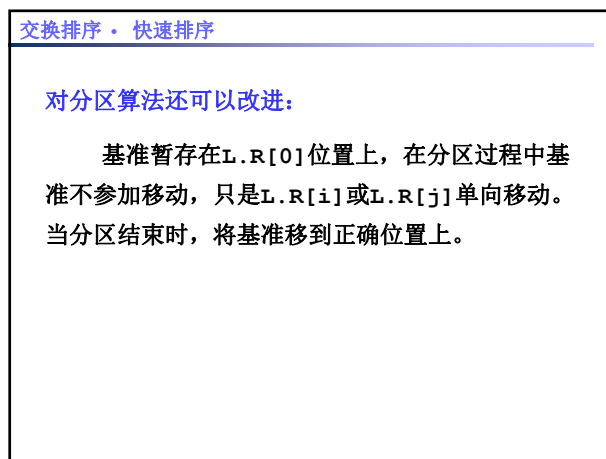 交换排序 · 快速排序
对分区算法还可以改进：
基准暂存在L.R[0]位置上，在分区过程中基
准不参加移动，只是L.R[i]或L.R[j]单向移动。
当分区结束时，将基准移到正确位置上。